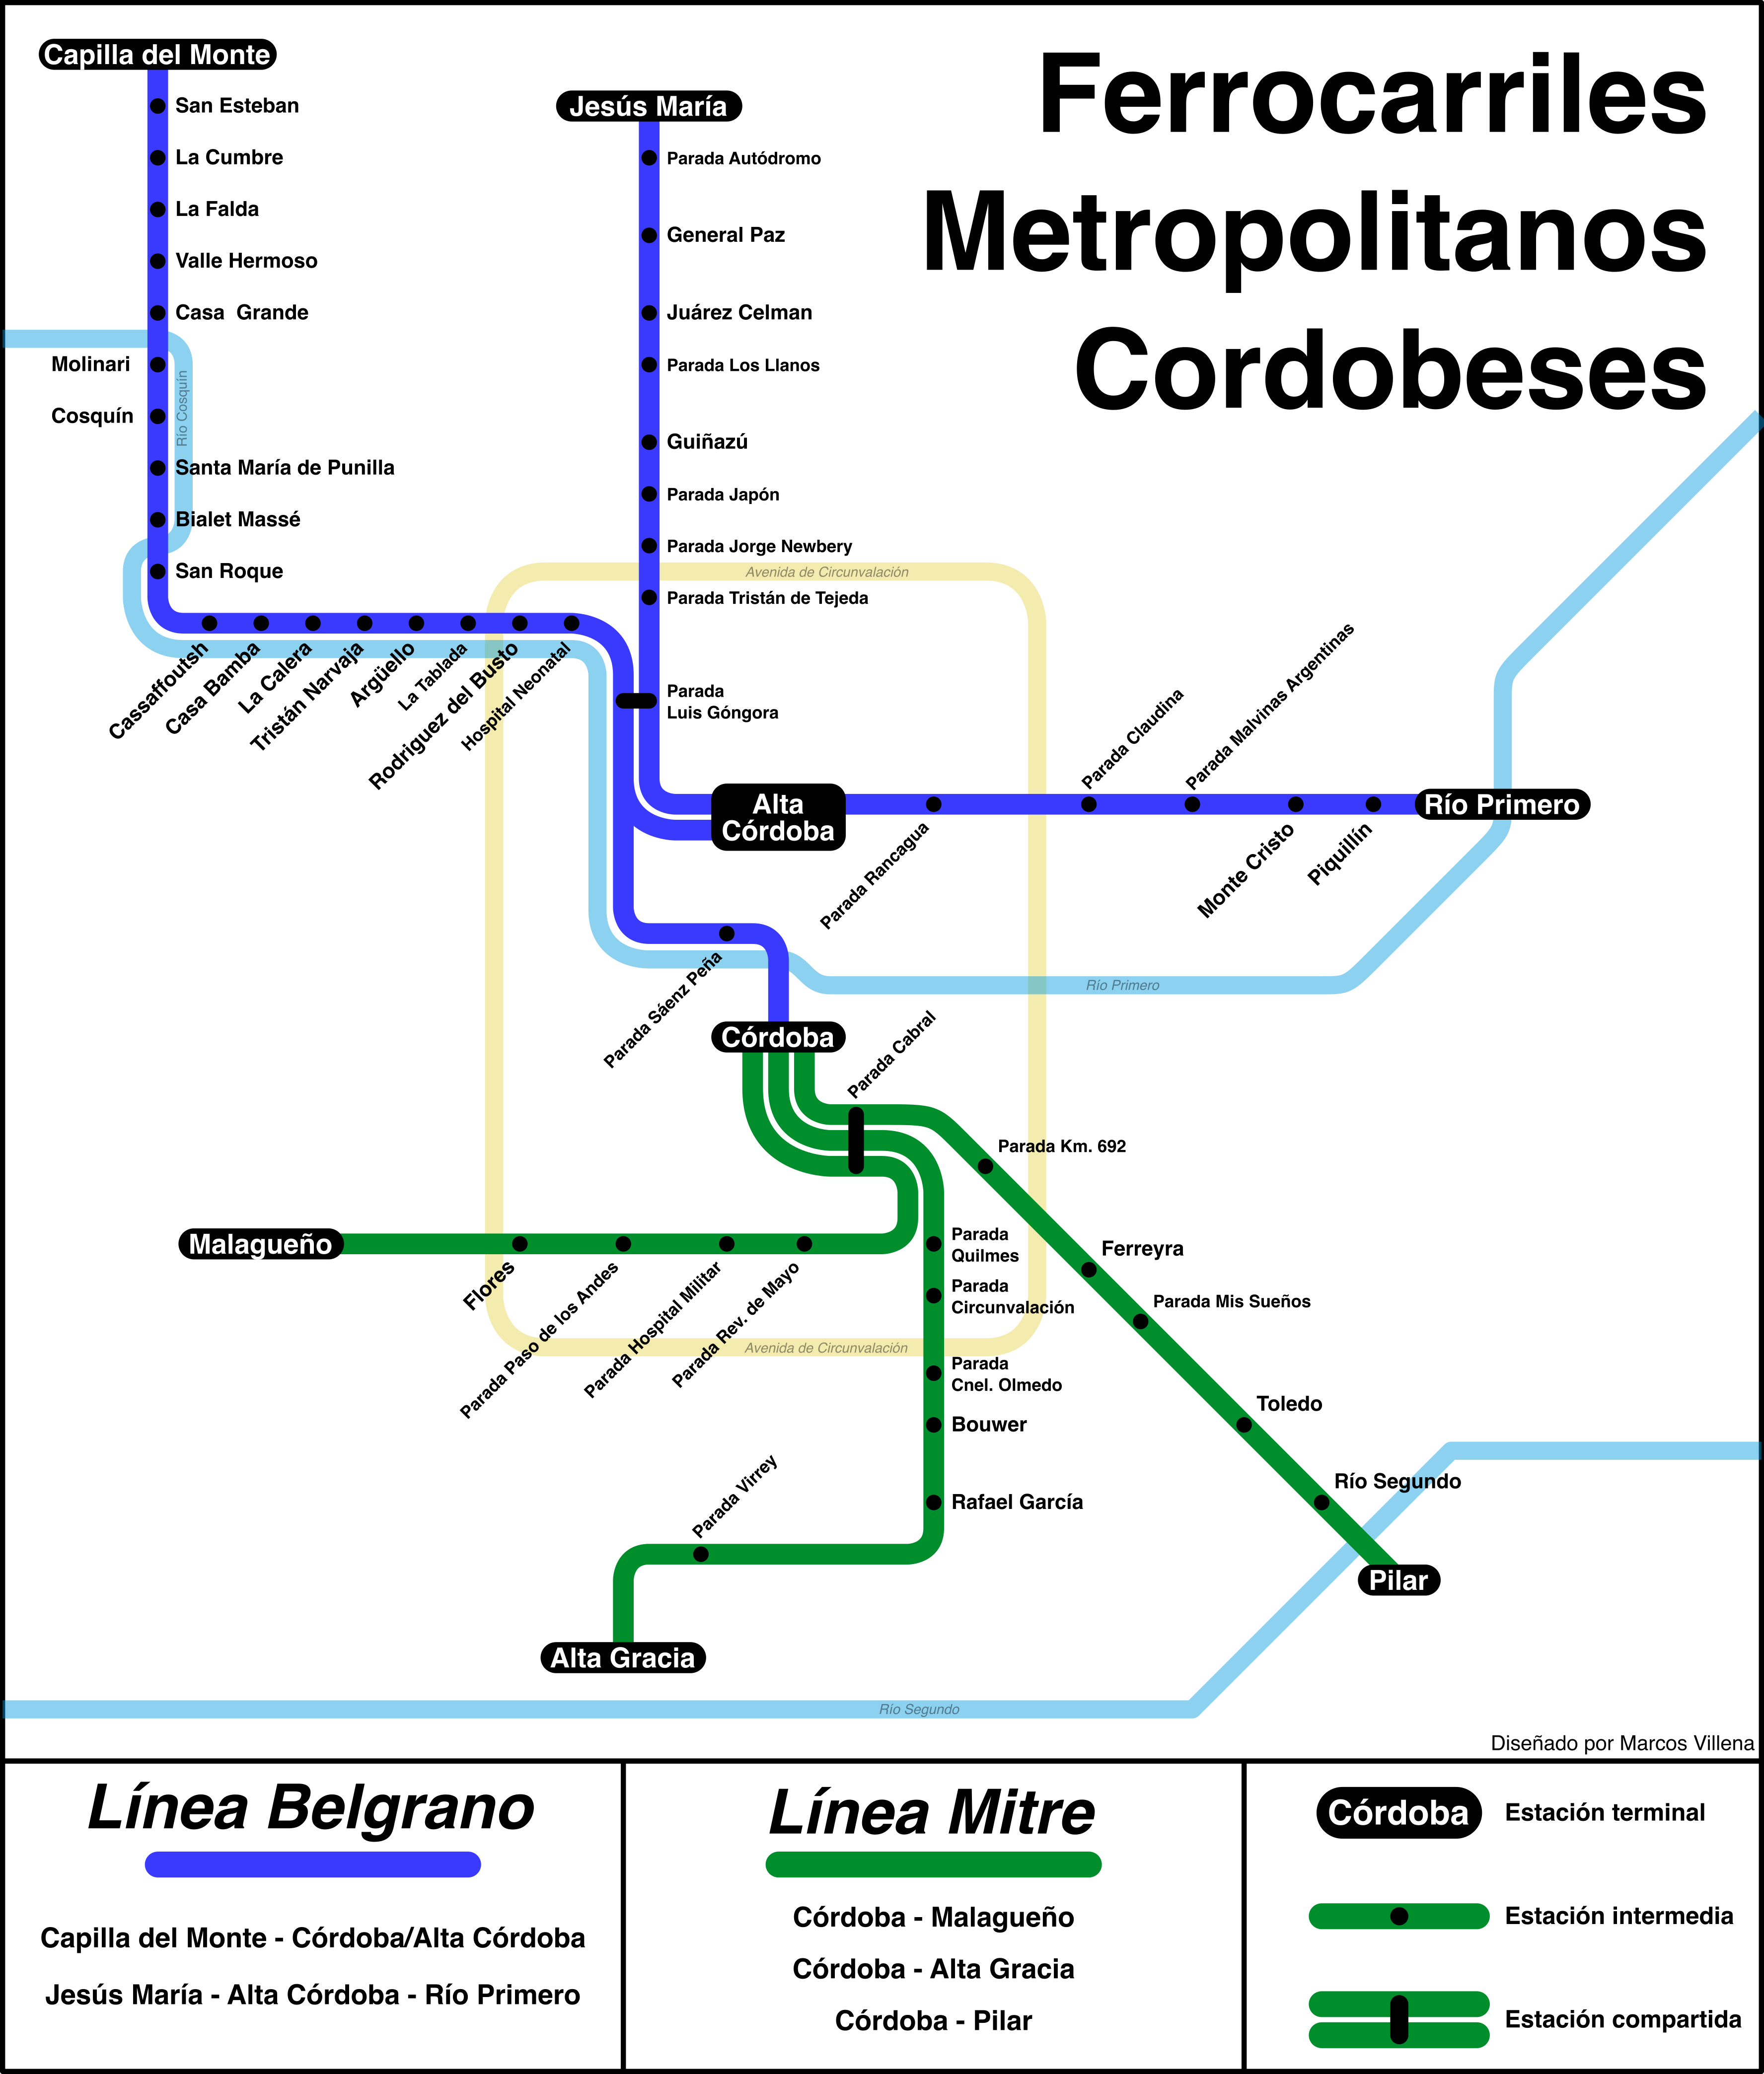 Ferrocarriles
Metropolitanos
Cordobeses
Capilla del Monte
San Esteban
La Cumbre
La Falda
Valle Hermoso
Casa  Grande
Molinari
Cosquín
Río Cosquín
Santa María de Punilla
Bialet Massé
San Roque
Cassaffoutsh
Casa Bamba
La Calera
Tristán Narvaja
Argüello
La Tablada
Rodriguez del Busto
Hospital Neonatal
Jesús María
Parada Autódromo
General Paz
Juárez Celman
Parada Los Llanos
Guiñazú
Parada Japón
Parada Jorge Newbery
Avenida de Circunvalación
Parada Tristán de Tejeda
Parada
Luis Góngora
Alta
Córdoba
Parada Rancagua
Parada Claudina
Parada Malvinas Argentinas
Monte Cristo
Piquillín
Río Primero
Río Primero
Parada Sáenz Peña
Córdoba
Parada Cabral
Parada Km. 692
Ferreyra
Parada Mis Sueños
Toledo
Río Segundo
Pilar
Malagueño
Flores
Parada Paso de los Andes
Parada Hospital Militar
Parada Rev. de Mayo
Parada
Quilmes
Parada
Circunvalación
Avenida de Circunvalación
Parada
Cnel. Olmedo
Bouwer
Rafael García
Parada Virrey
Alta Gracia
Río Segundo
Diseñado por Marcos Villena
Línea Belgrano
Capilla del Monte - Córdoba/Alta Córdoba
Jesús María - Alta Córdoba - Río Primero
Línea Mitre
Córdoba - Malagueño
Córdoba - Alta Gracia
Córdoba - Pilar
Córdoba
Estación terminal
Estación intermedia
Estación compartida